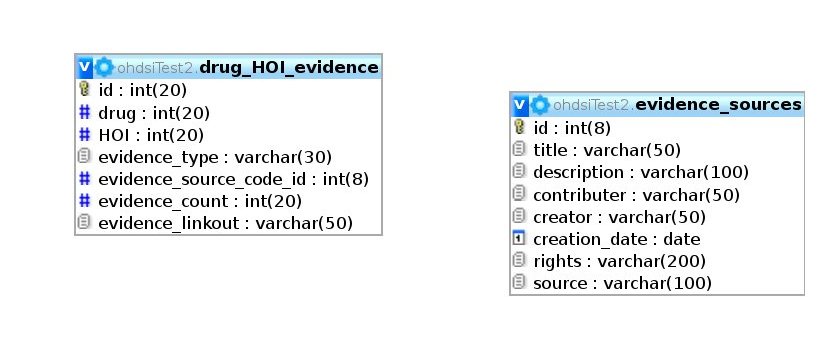 ohdsiTest2.drug_HOI_evidence
id : int(20)
drug : int(20)
HOI : int(20)
evidence_type : varchar(30)
evidence_source_code_id : int(8)
evidence_count : int(20)
evidence_linkout : varchar(50)
ohdsiTest2.evidence_sources
id : int(8)
title : varchar(50)
description : varchar(100)
contributer : varchar(50)
creator : varchar(50)
creation_date : date
rights : varchar(200)
source : varchar(100)